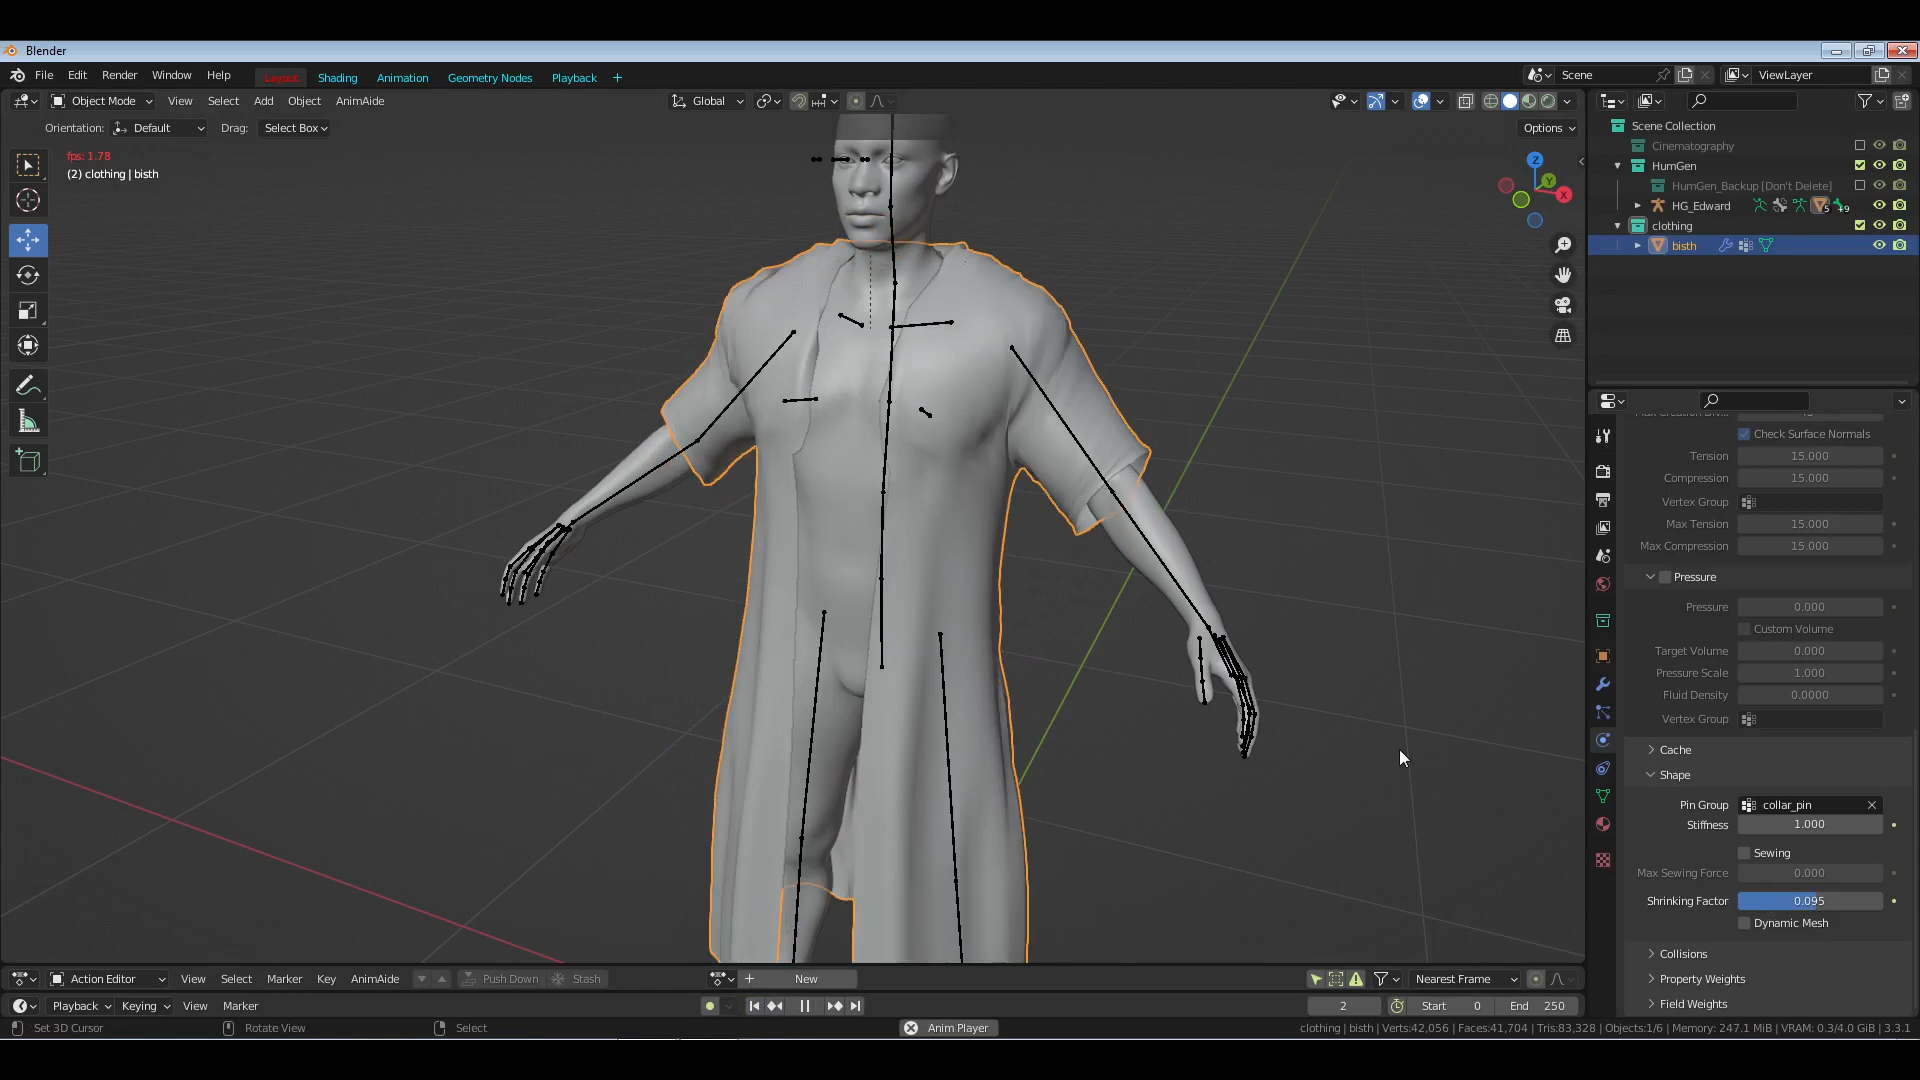 Blender
File Edit Render Window Help Layout Shading Animation Geometry Nodes Playback + Scene ViewLayer
Object Mode View Select Add Object AnimAide Global
Orientation: Default Drag: Select Box Options
fps: 1.78
(2) clothing | bisth
Z
Y
X
Scene Collection
Cinematography
HumGen
HumGen_Backup [Don't Delete]
HG_Edward 5 +9
clothing
bisth
Check Surface Normals
Tension 15.000
Compression 15.000
Vertex Group
Max Tension 15.000
Max Compression 15.000
Pressure
Pressure 0.000
Custom Volume
Target Volume 0.000
Pressure Scale 1.000
Fluid Density 0.0000
Vertex Group
Cache
Shape
Pin Group collar_pin
Stiffness 1.000
Sewing
Max Sewing Force 0.000
Shrinking Factor 0.095
Dynamic Mesh
Collisions
Property Weights
Field Weights
Action Editor View Select Marker Key AnimAide Push Down Stash + New Nearest Frame
Playback Keying View Marker 2 Start 0 End 250
Set 3D Cursor Rotate View Select Anim Player clothing | bisth | Verts:42,056 | Faces:41,704 | Tris:83,328 | Objects:1/6 | Memory: 247.1 MiB | VRAM: 0.3/4.0 GiB | 3.3.1